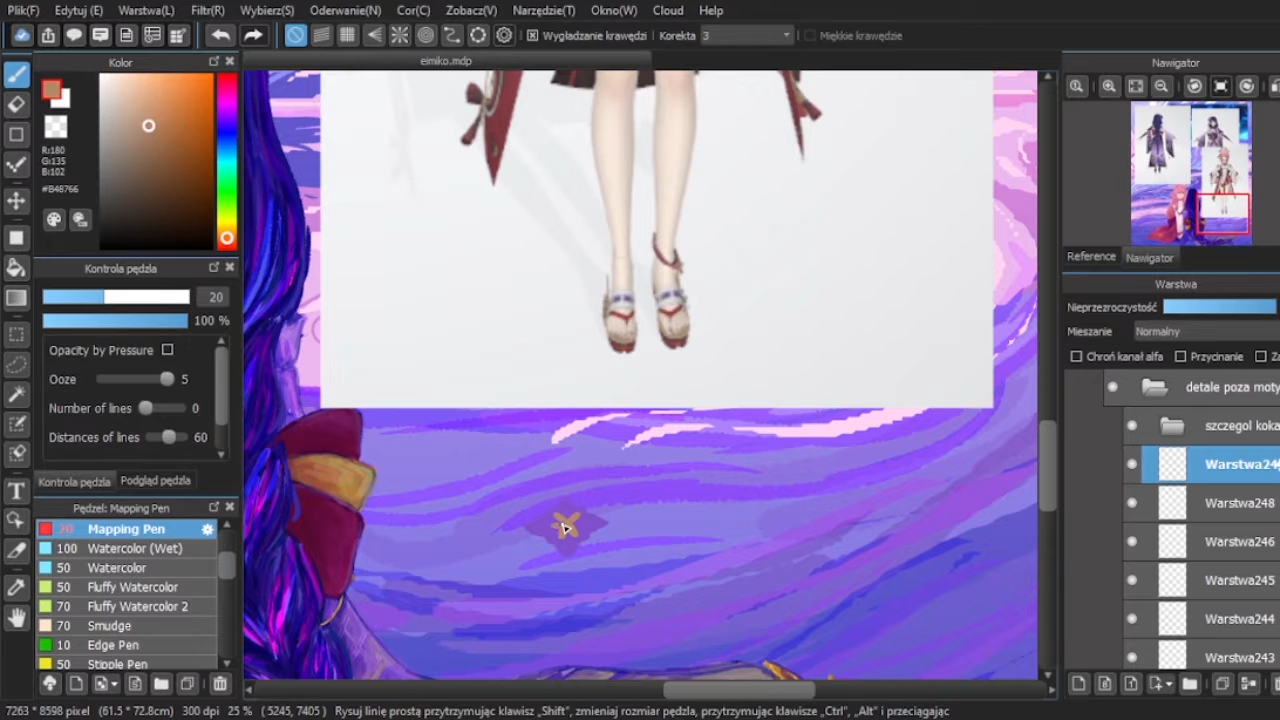 Plik(F) Edytuj (E) Warstwa(L) Filtr(R) Wybierz(S) Oderwanie(N) Cor(C) Zobacz(V) Narzędzie(T) Okno(W) Cloud Help
Wygładzanie krawędzi Korekta 3 Miękkie krawędzie
Kolor
eimiko.mdp
Nawigator
R:180
G:135
B:102
#B48766
Reference Nawigator
Kontrola pędzla
Warstwa
20
Nieprzezroczystość
100 %
Mieszanie Normalny
Opacity by Pressure
Chroń kanał alfa Przycinanie
Ooze 5
detale poza moty
Number of lines 0
szczegol koka
Distances of lines 60
Warstwa24
Kontrola pędzla Podgląd pędzla
Warstwa248
Pędzel: Mapping Pen
20 Mapping Pen
Warstwa246
100 Watercolor (Wet)
50 Watercolor
Warstwa245
50 Fluffy Watercolor
70 Fluffy Watercolor 2
Warstwa244
70 Smudge
10 Edge Pen
Warstwa243
50 Stipple Pen
7263 * 8598 pixel (61.5 * 72.8cm) 300 dpi 25 % ( 5245, 7405 ) Rysuj linię prostą przytrzymując klawisz „Shift", zmieniaj rozmiar pędzla, przytrzymując klawisze „Ctrl", „Alt" i przeciągając